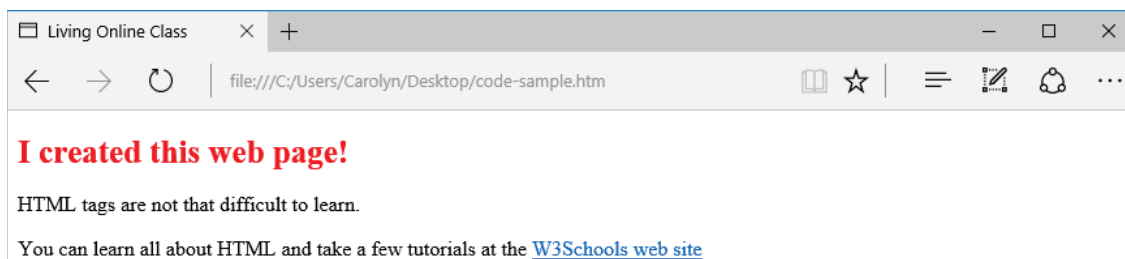 Living Online Class
file:///C:/Users/Carolyn/Desktop/code-sample.htm
I created this web page!
HTML tags are not that difficult to learn.
You can learn all about HTML and take a few tutorials at the W3Schools web site